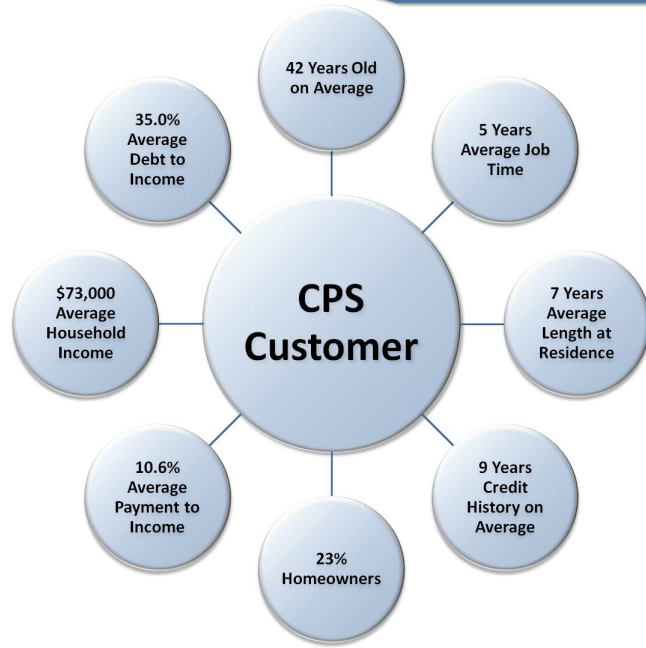 CPS
Customer
42 Years Old
on Average
5 Years
Average Job
Time
7 Years
Average
Length at
Residence
9 Years
Credit
History on
Average
23%
Homeowners
10.6%
Average
Payment to
Income
$73,000
Average
Household
Income
35.0%
Average
Debt to
Income